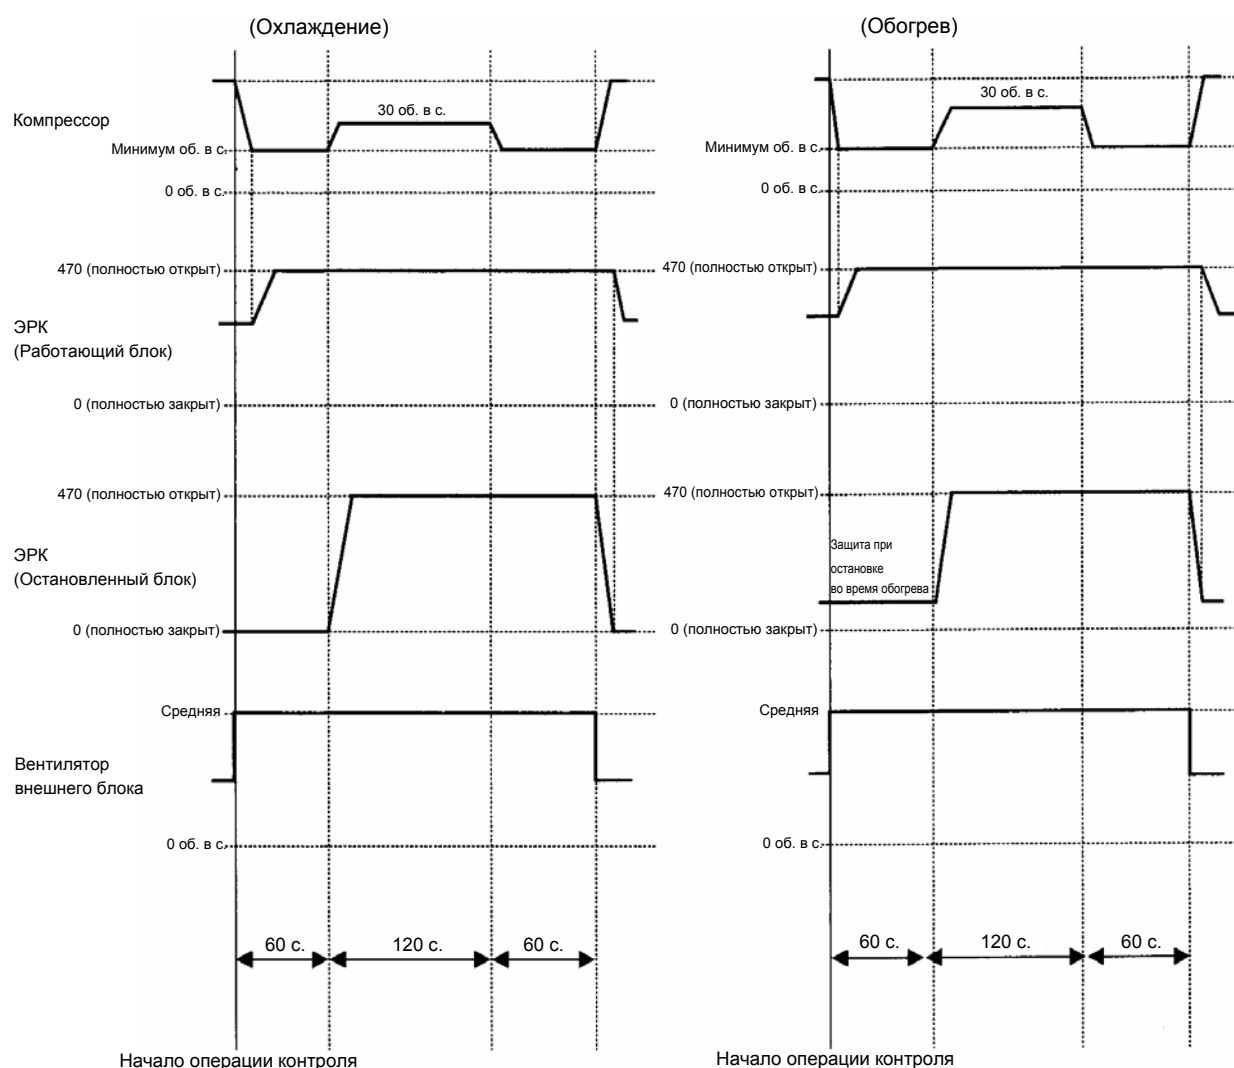 (Охлаждение)
(Обогрев)
Компрессор
30 об. в с.
Минимум об. в с.
0 об. в с.
30 об. в с.
Минимум об. в с.
0 об. в с.
ЭРК
(Работающий блок)
470 (полностью открыт)
0 (полностью закрыт)
470 (полностью открыт)
0 (полностью закрыт)
ЭРК
(Остановленный блок)
470 (полностью открыт)
0 (полностью закрыт)
470 (полностью открыт)
Защита при
остановке
во время обогрева
0 (полностью закрыт)
Вентилятор
внешнего блока
Средняя
0 об. в с.
Средняя
0 об. в с.
60 с.
120 с.
60 с.
60 с.
120 с.
60 с.
Начало операции контроля
Начало операции контроля